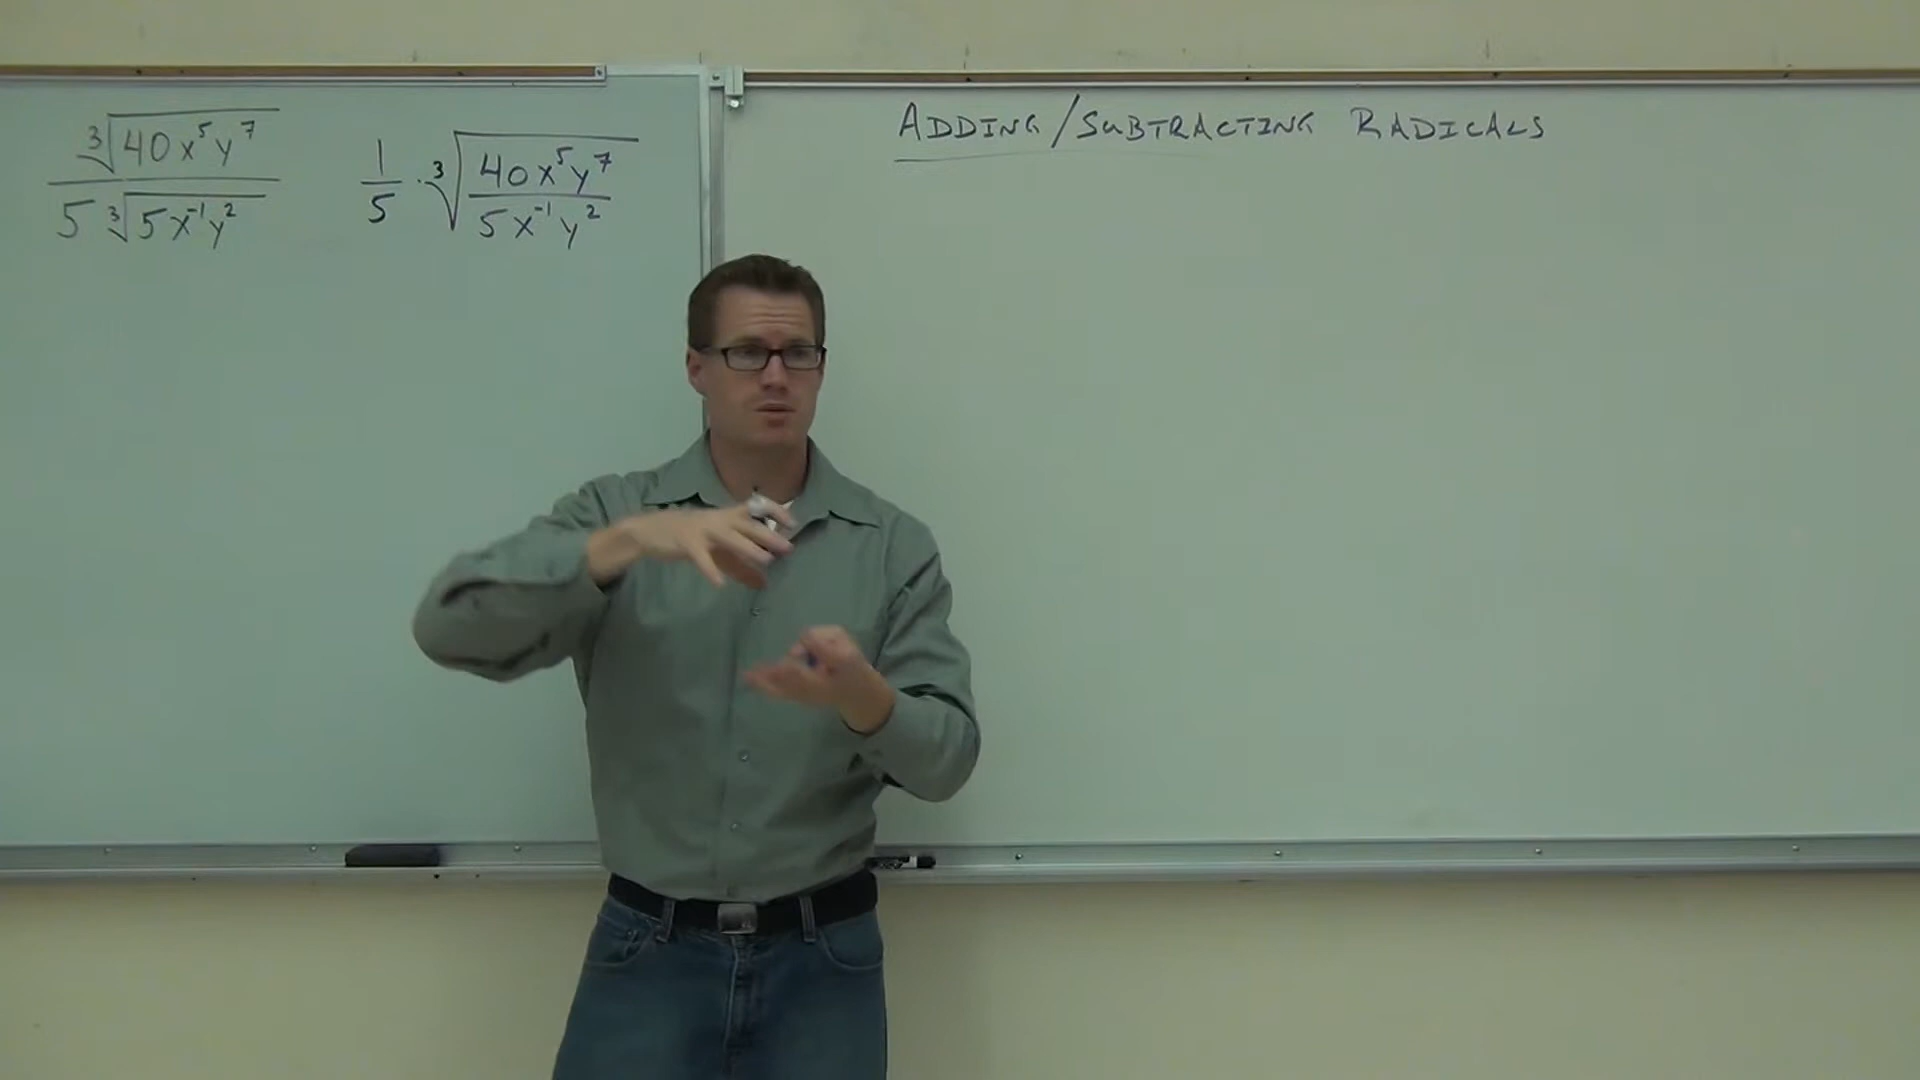 ∛(40x⁵y⁷)
5∛(5x⁻¹y²)
1/5 · ∛(40x⁵y⁷ / 5x⁻¹y²)
ADDING/SUBTRACTING RADICALS